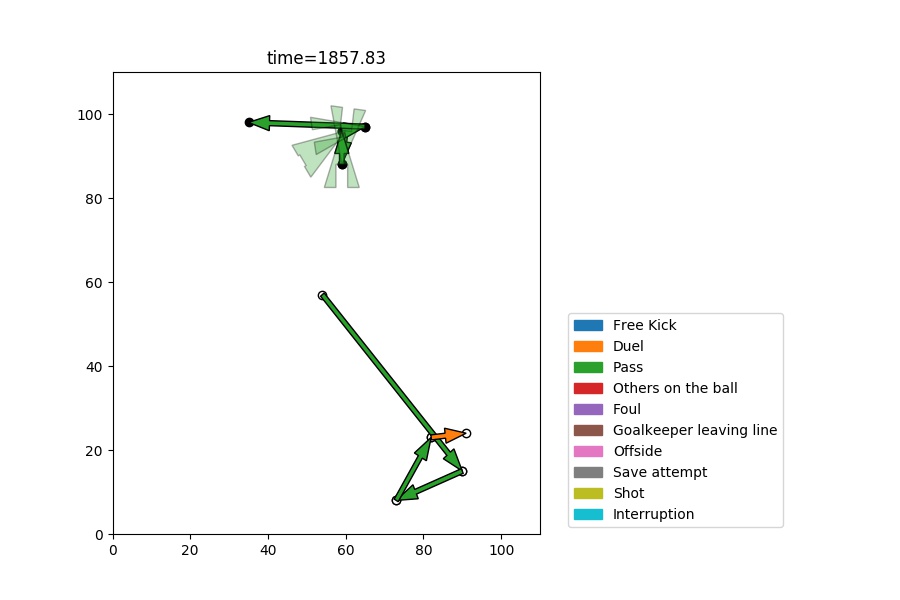 time=1857.83
100
80
60
40
20
0
0 20 40 60 80 100
Free Kick
Duel
Pass
Others on the ball
Foul
Goalkeeper leaving line
Offside
Save attempt
Shot
Interruption